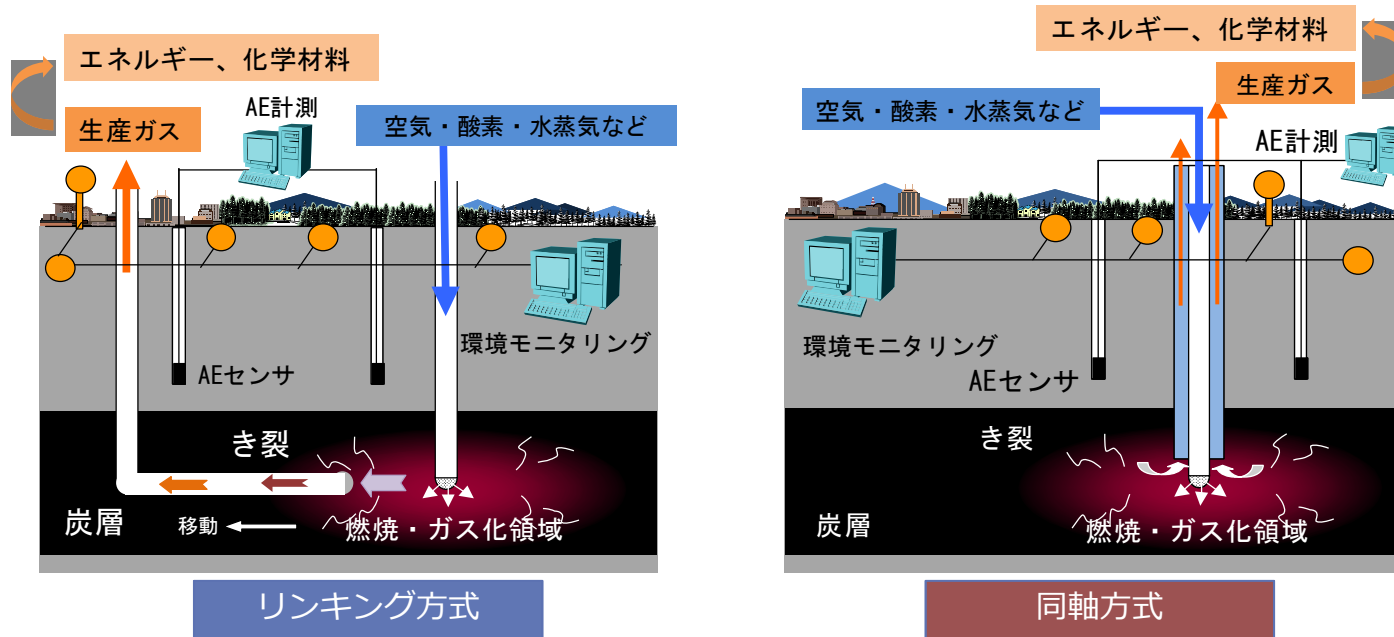 エネルギー、化学材料
AE計測
生産ガス
空気・酸素・水蒸気など
環境モニタリング
AEセンサ
き裂
炭層
移動
燃焼・ガス化領域
リンキング方式
エネルギー、化学材料
生産ガス
空気・酸素・水蒸気など
AE計測
環境モニタリング
AEセンサ
き裂
炭層
燃焼・ガス化領域
同軸方式